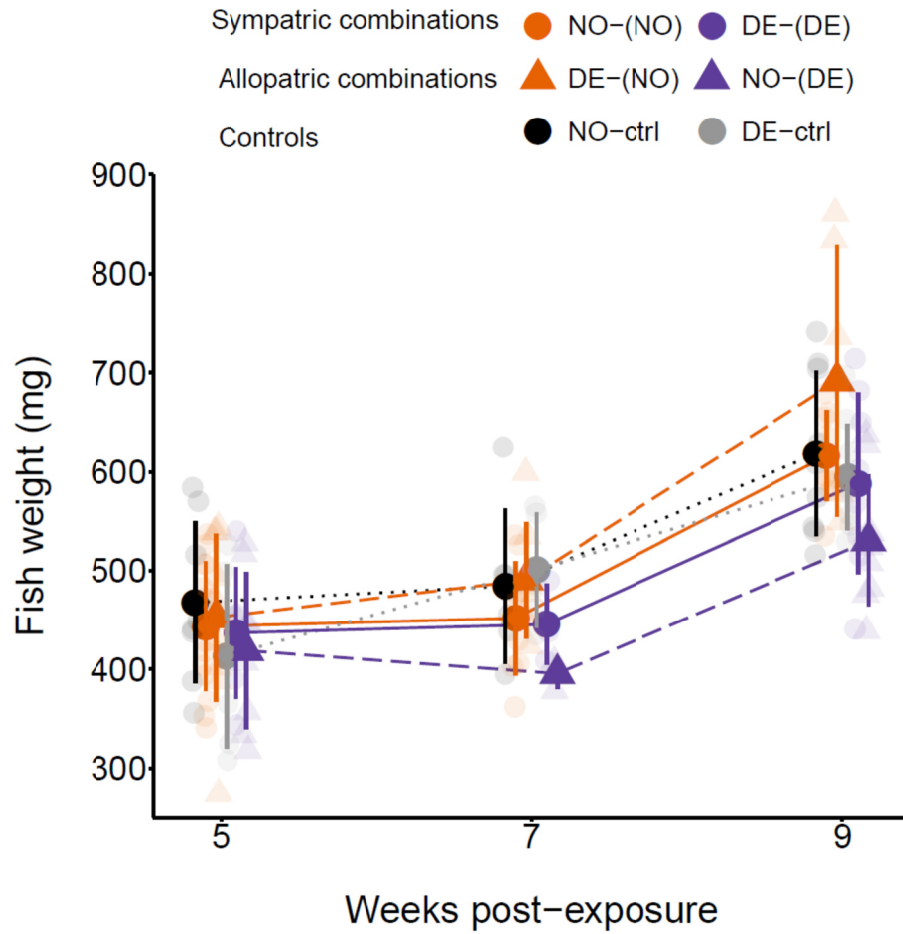 Sympatric combinations NO−(NO) DE−(DE)
Allopatric combinations DE−(NO) NO−(DE)
Controls NO−ctrl DE−ctrl
900
800
700
600
500
400
300
Fish weight (mg)
5 7 9
Weeks post−exposure